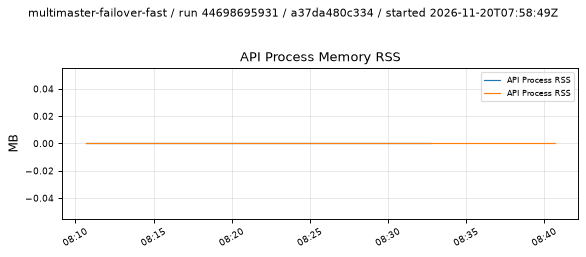 multimaster-failover-fast / run 44698695931 / a37da480c334 / started 2026-11-20T07:58:49Z
API Process Memory RSS
API Process RSS
API Process RSS
MB
0.04
0.02
0.00
−0.02
−0.04
08:10
08:15
08:20
08:25
08:30
08:35
08:40